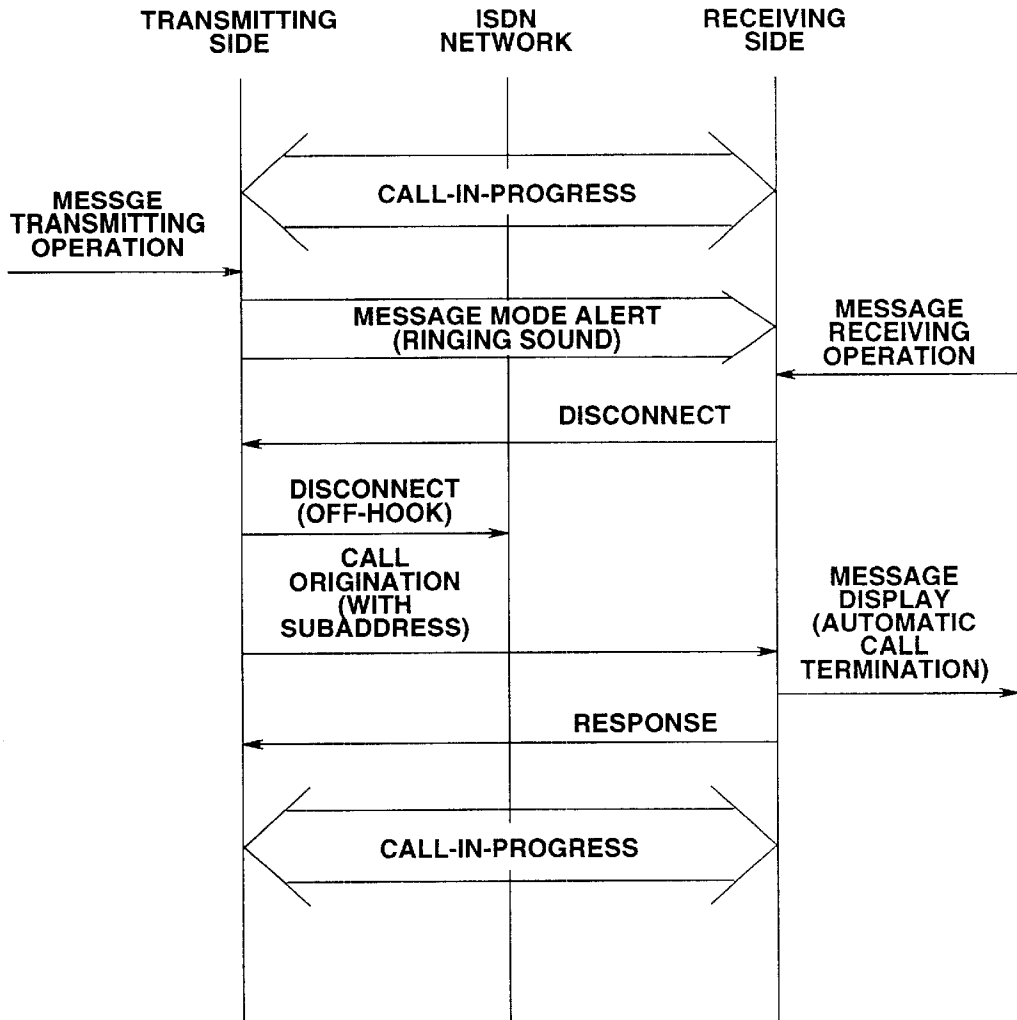 TRANSMITTING
SIDE
ISDN
NETWORK
RECEIVING
SIDE
CALL-IN-PROGRESS
MESSGE
TRANSMITTING
OPERATION
MESSAGE MODE ALERT
(RINGING SOUND)
MESSAGE
RECEIVING
OPERATION
DISCONNECT
DISCONNECT
(OFF-HOOK)
CALL
ORIGINATION
(WITH
SUBADDRESS)
MESSAGE
DISPLAY
(AUTOMATIC
CALL
TERMINATION)
RESPONSE
CALL-IN-PROGRESS